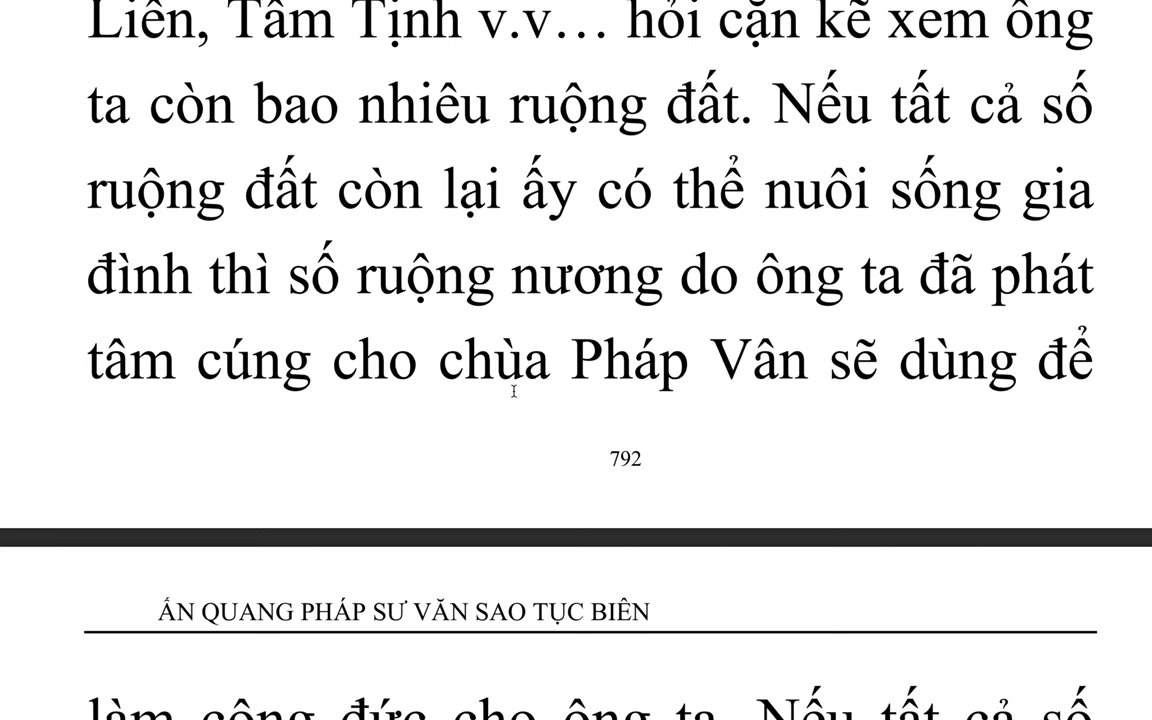 Liên, Tâm Tịnh v.v… hỏi cặn kẽ xem ông
ta còn bao nhiêu ruộng đất. Nếu tất cả số
ruộng đất còn lại ấy có thể nuôi sống gia
đình thì số ruộng nương do ông ta đã phát
tâm cúng cho chùa Pháp Vân sẽ dùng để
792
ẤN QUANG PHÁP SƯ VĂN SAO TỤC BIÊN
làm công đức cho ông ta. Nếu tất cả số